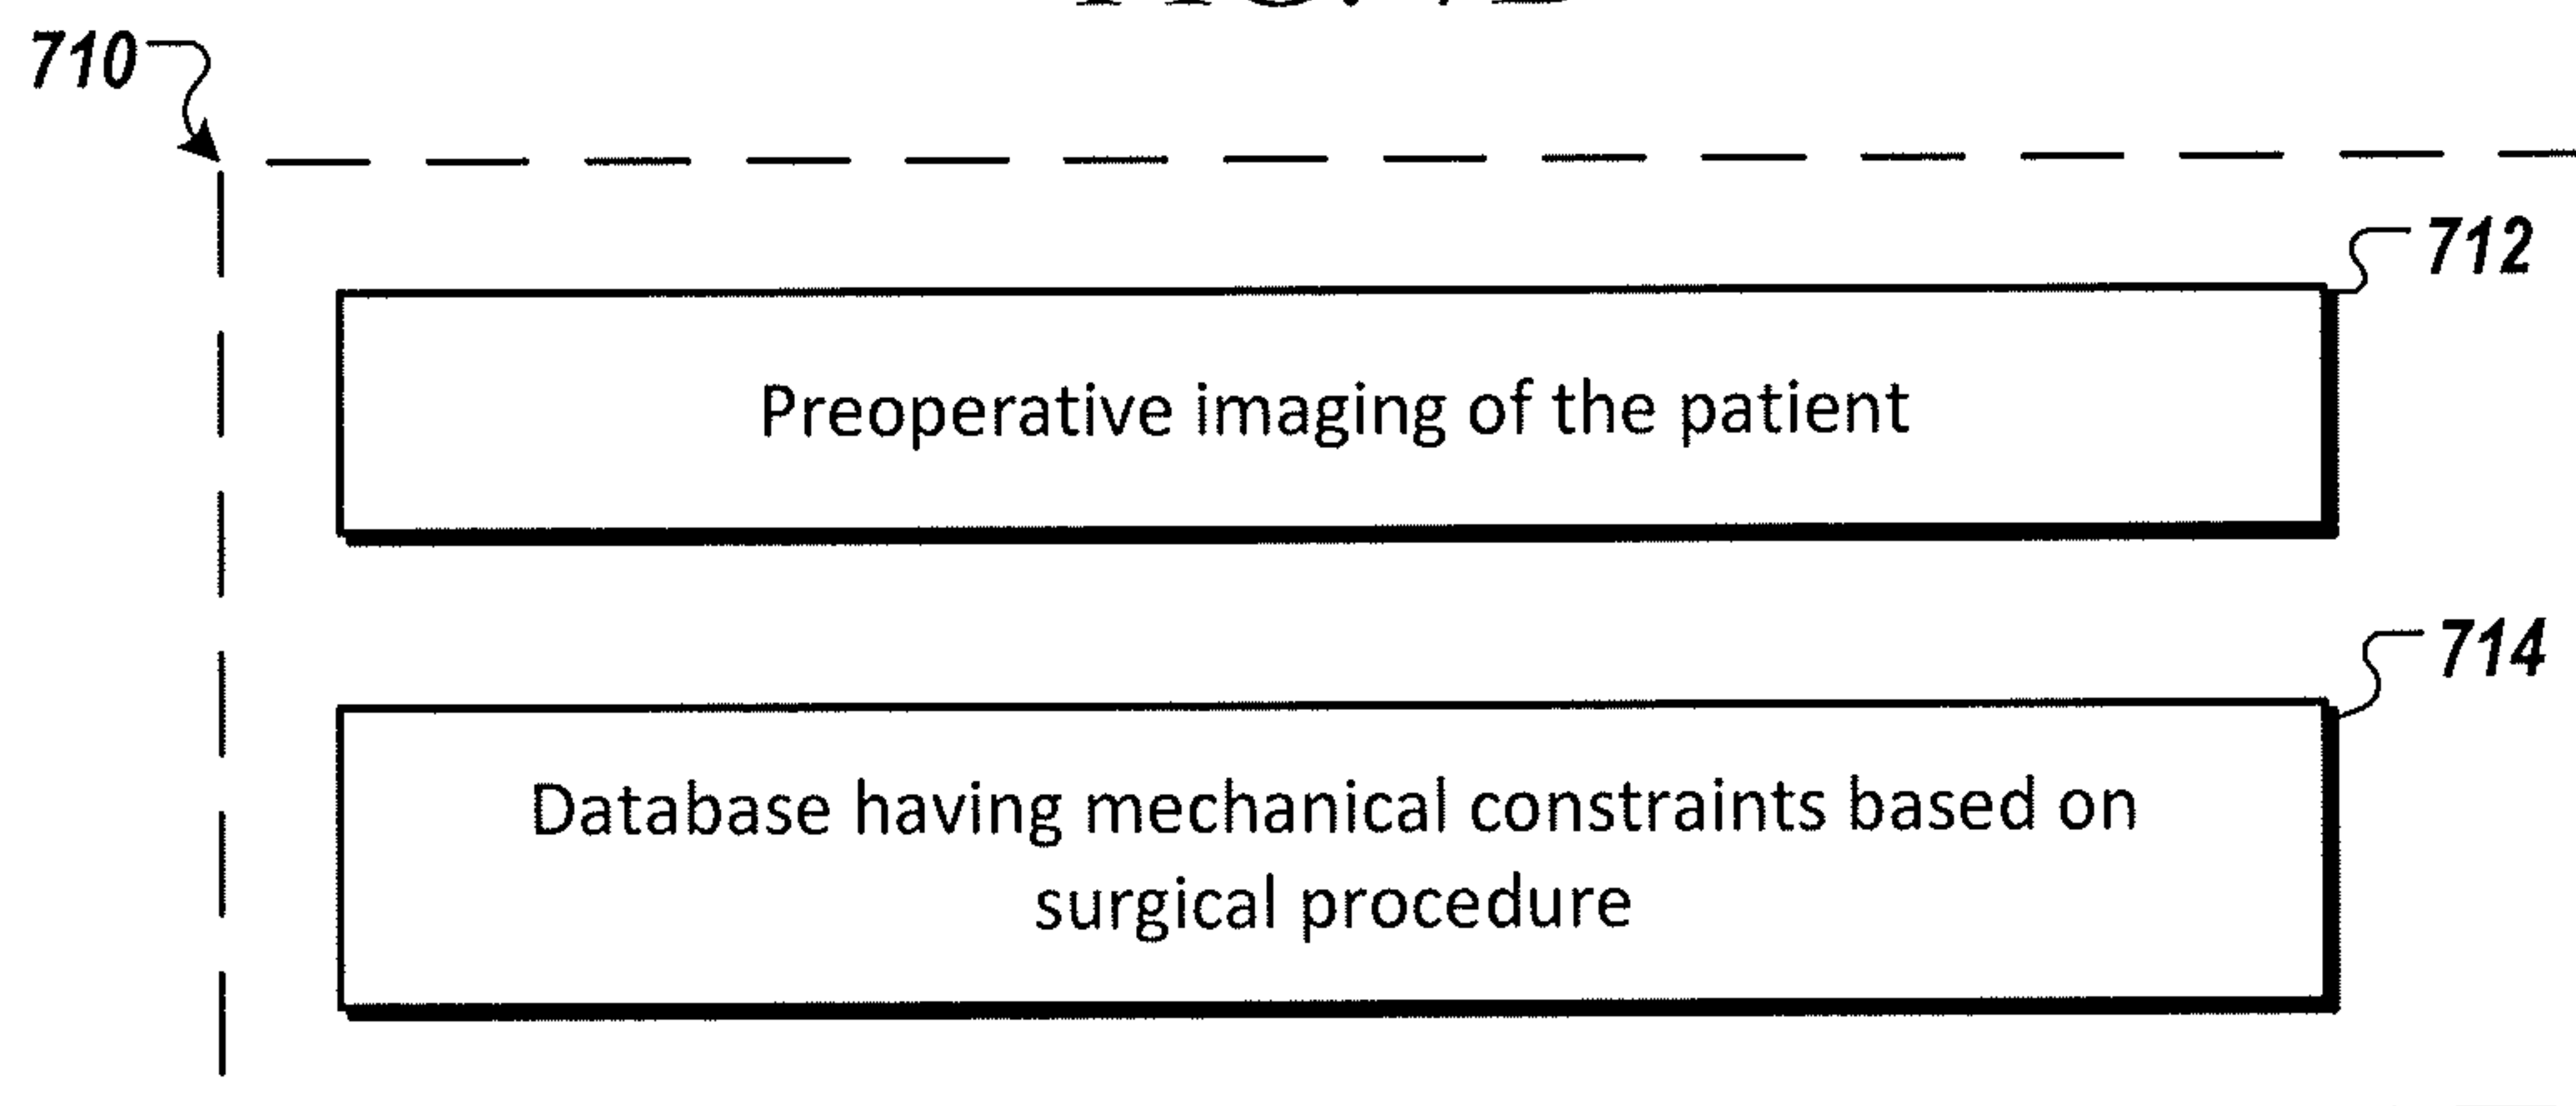 710
712
Preoperative imaging of the patient
714
Database having mechanical constraints based on
surgical procedure